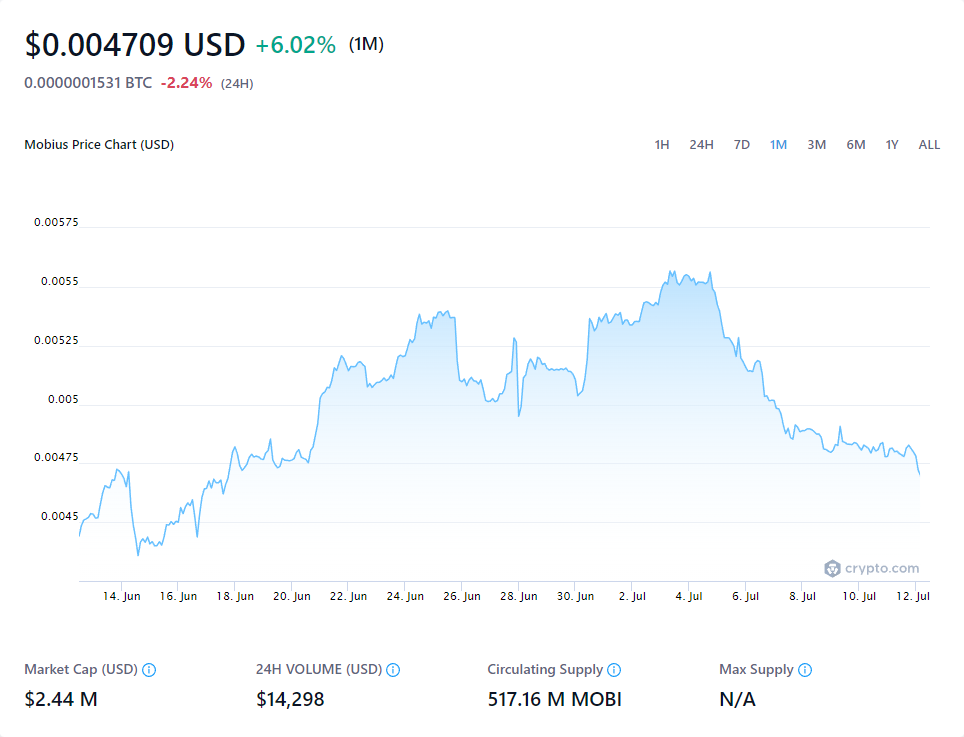 $0.004709 USD +6.02% (1M)
0.0000001531 BTC -2.24% (24H)
Mobius Price Chart (USD) 1H 24H 7D 1M 3M 6M 1Y ALL
0.00575
0.0055
0.00525
0.005
0.00475
0.0045
crypto.com
14. Jun 16. Jun 18. Jun 20. Jun 22. Jun 24. Jun 26. Jun 28. Jun 30. Jun 2. Jul 4. Jul 6. Jul 8. Jul 10. Jul 12. Jul
Market Cap (USD) 24H VOLUME (USD) Circulating Supply Max Supply
$2.44 M $14,298 517.16 M MOBI N/A